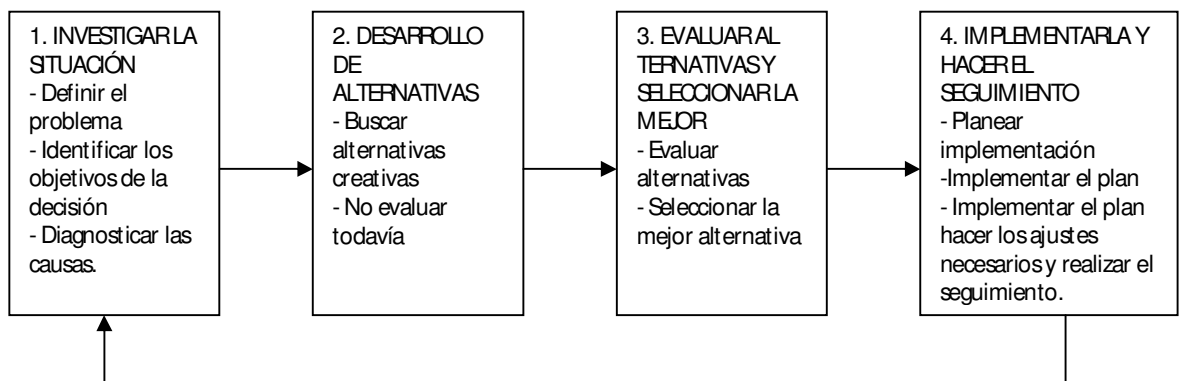 1. INVESTIGAR LA
SITUACIÓN
- Definir el
problema
- Identificar los
objetivos de la
decisión
- Diagnosticar las
causas.
2. DESARROLLO
DE
ALTERNATIVAS
- Buscar
alternativas
creativas
- No evaluar
todavía
3. EVALUAR AL
TERNATIVAS Y
SELECCIONAR LA
MEJOR
- Evaluar
alternativas
- Seleccionar la
mejor alternativa
4. IMPLEMENTARLA Y
HACER EL
SEGUIMIENTO
- Planear
implementación
-Implementar el plan
- Implementar el plan
hacer los ajustes
necesarios y realizar el
seguimiento.